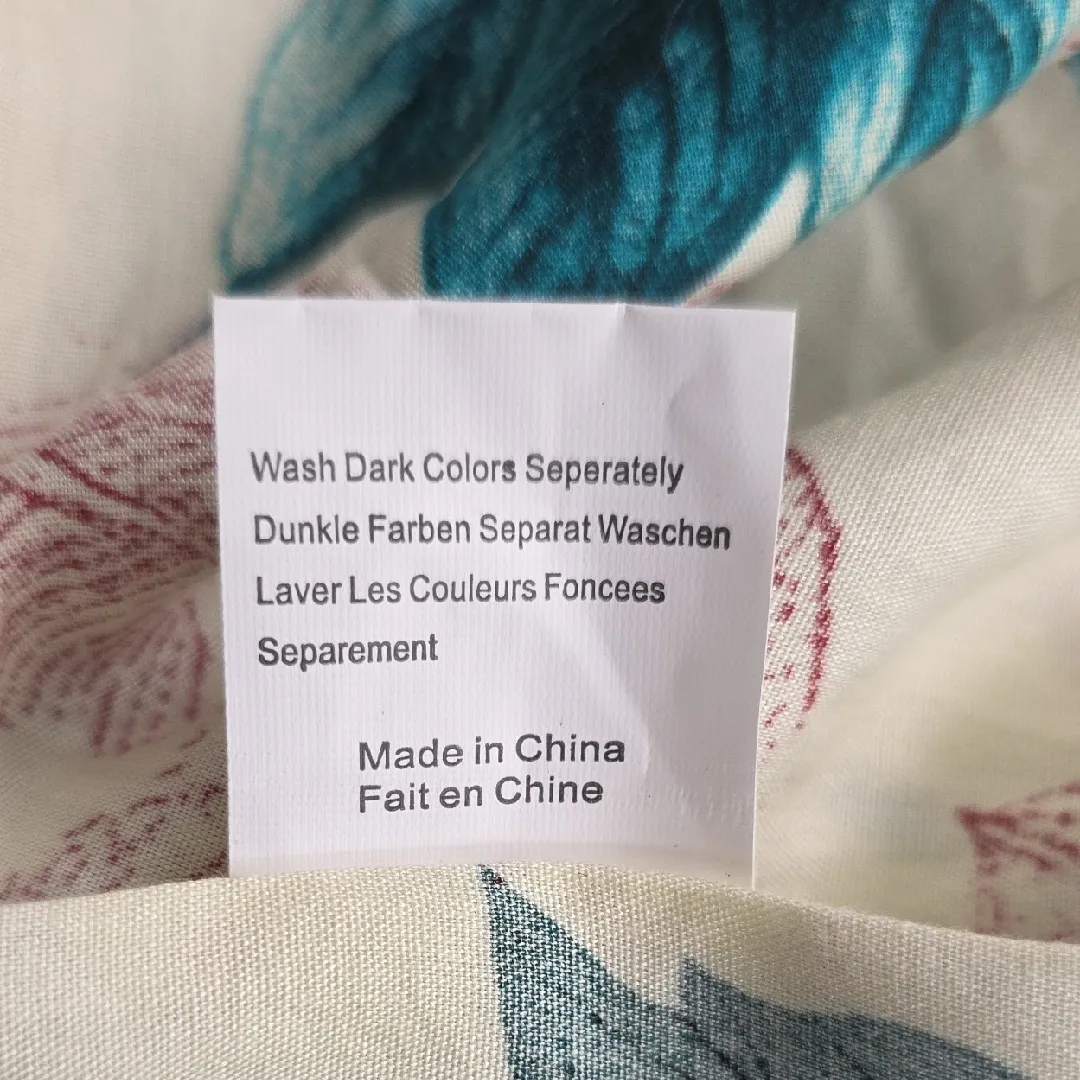 Wash Dark Colors Seperately
Dunkle Farben Separat Waschen
Laver Les Couleurs Foncees
Separement
Made in China
Fait en Chine